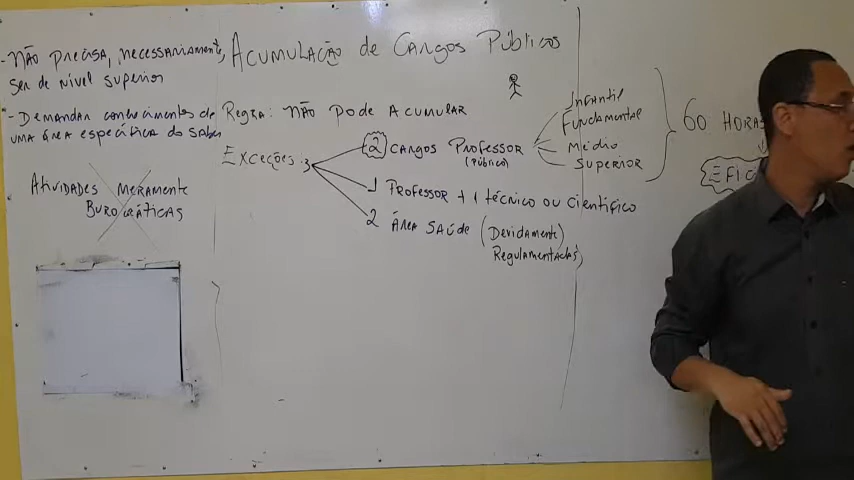 Acumulação de Cargos Públicos
- Não precisa, necessariamente,
ser de nível superior
- Demandar conhecimentos de
uma área específica do saber
Atividades meramente
burocráticas
Regra: Não pode acumular
Exceções:
2 cargos professor
(público)
Infantil
Fundamental
Médio
Superior
60 horas
1 professor + 1 técnico ou científico
2 área saúde (Devidamente)
Regulamentadas)